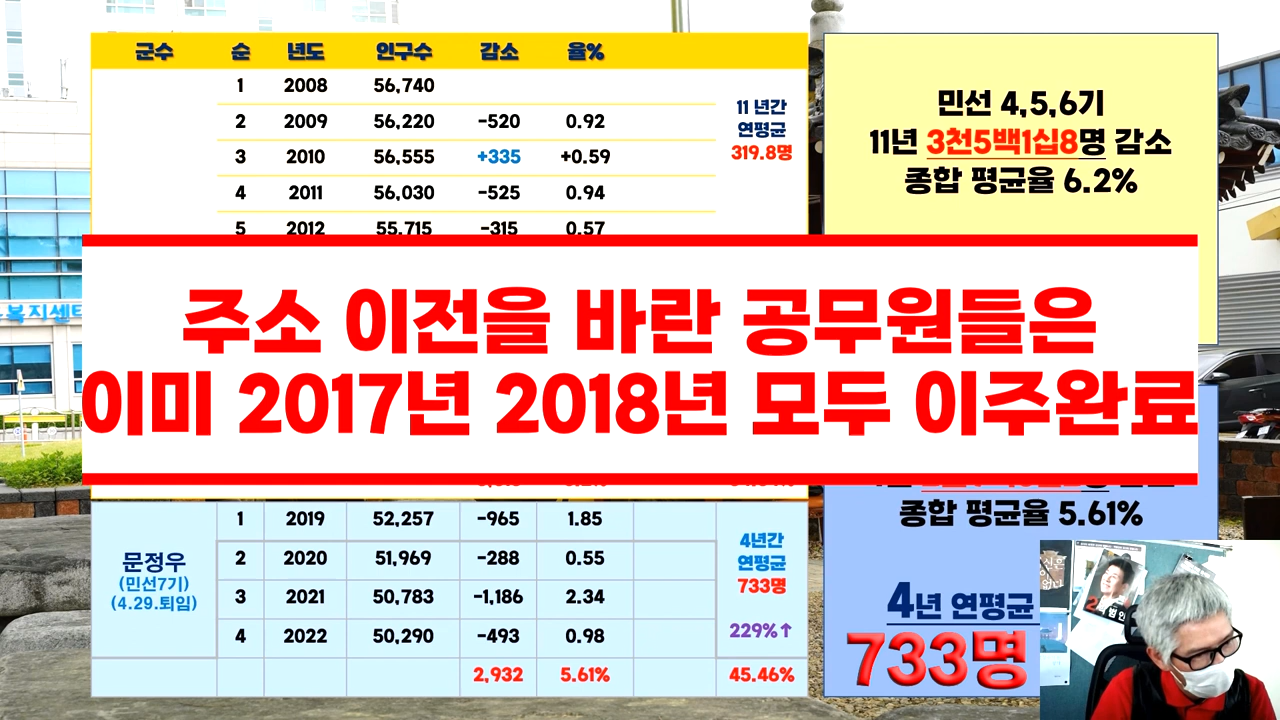 군수 순 년도 인구수 감소 율%
1 2008 56,740
2 2009 56,220 -520 0.92
3 2010 56,555 +335 +0.59
4 2011 56,030 -525 0.94
5 2012 55,715 -315 0.57
11 년간
연평균
319.8명
민선 4,5,6기
11년 3천5백1십8명 감소
종합 평균율 6.2%
주소 이전을 바란 공무원들은
이미 2017년 2018년 모두 이주완료
문정우
(민선7기)
(4.29.퇴임)
1 2019 52,257 -965 1.85
2 2020 51,969 -288 0.55
3 2021 50,783 -1,186 2.34
4 2022 50,290 -493 0.98
2,932 5.61% 45.46%
4년간
연평균
733명
229%↑
종합 평균율 5.61%
4년 연평균
733명
복지센터